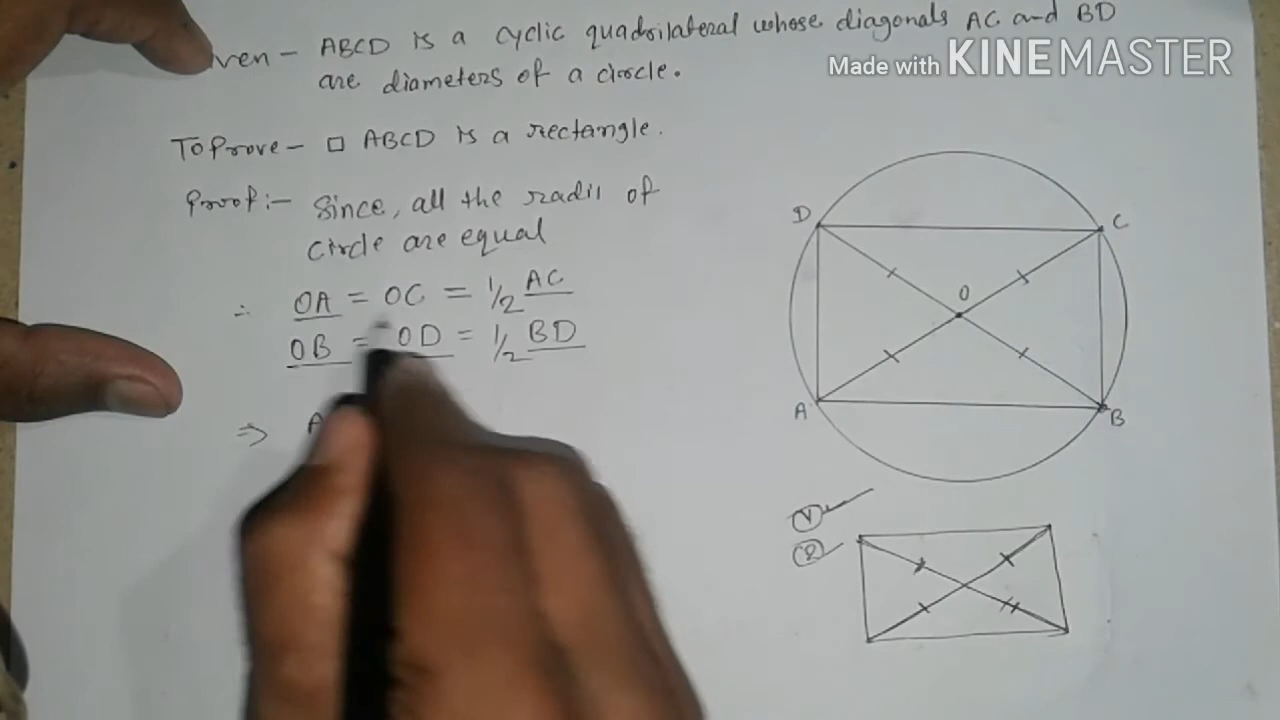 ven - ABCD is a cyclic quadrilateral whose diagonals AC and BD
are diameters of a circle.
Made with KINEMASTER
To Prove - □ ABCD is a rectangle.
Proof :- Since, all the radii of
circle are equal
∴ OA = OC = 1/2 AC
OB = OD = 1/2 BD
⇒ A
D
C
O
A
B
①
②